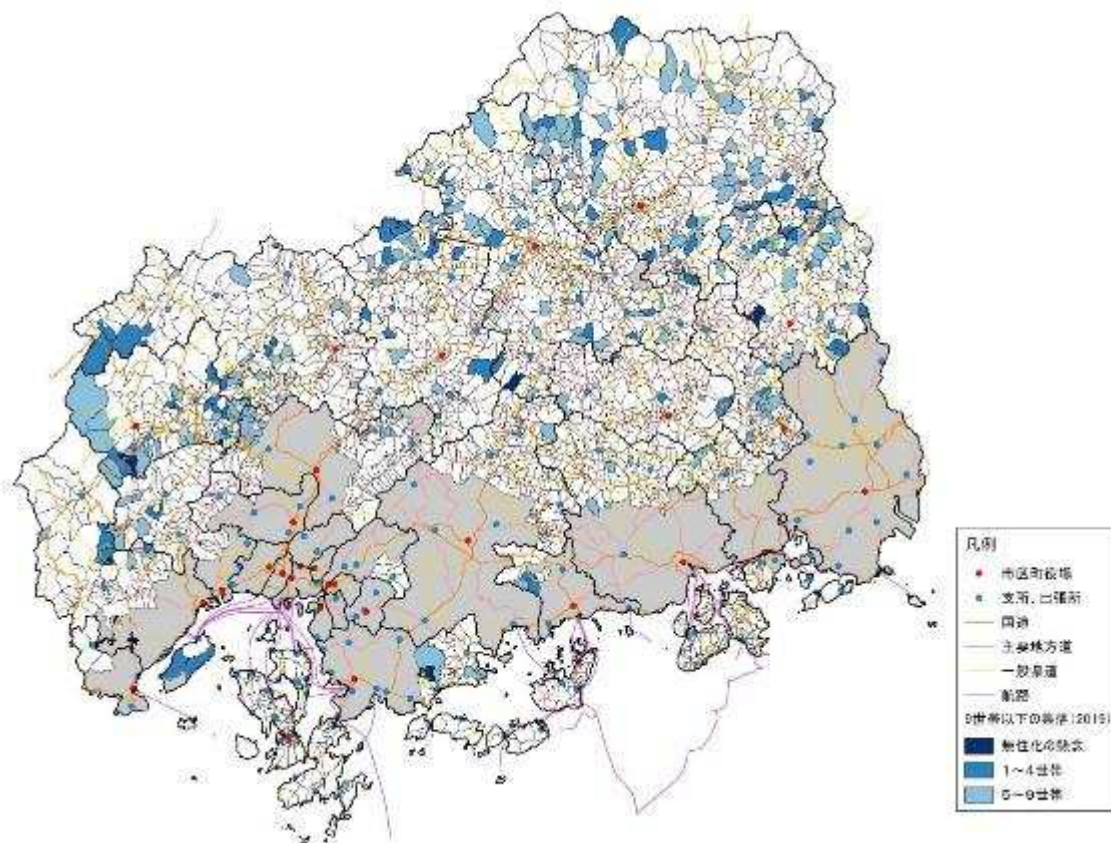 凡例
市区町役場
支所、出張所
国道
主要地方道
一般県道
航路
9世帯以下の集落(2015)
無住化の懸念
1~4世帯
5~9世帯